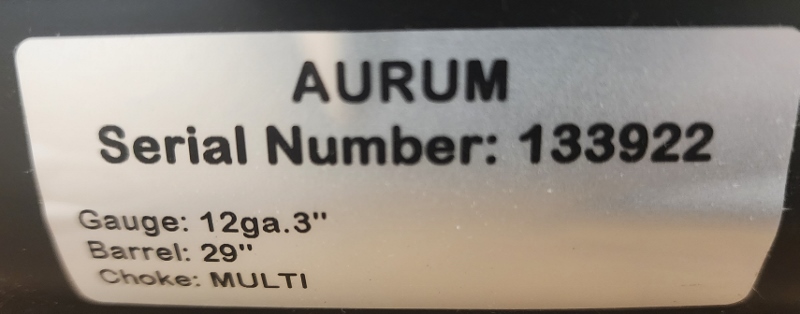 AURUM
Serial Number: 133922
Gauge: 12ga.3"
Barrel: 29"
Choke: MULTI